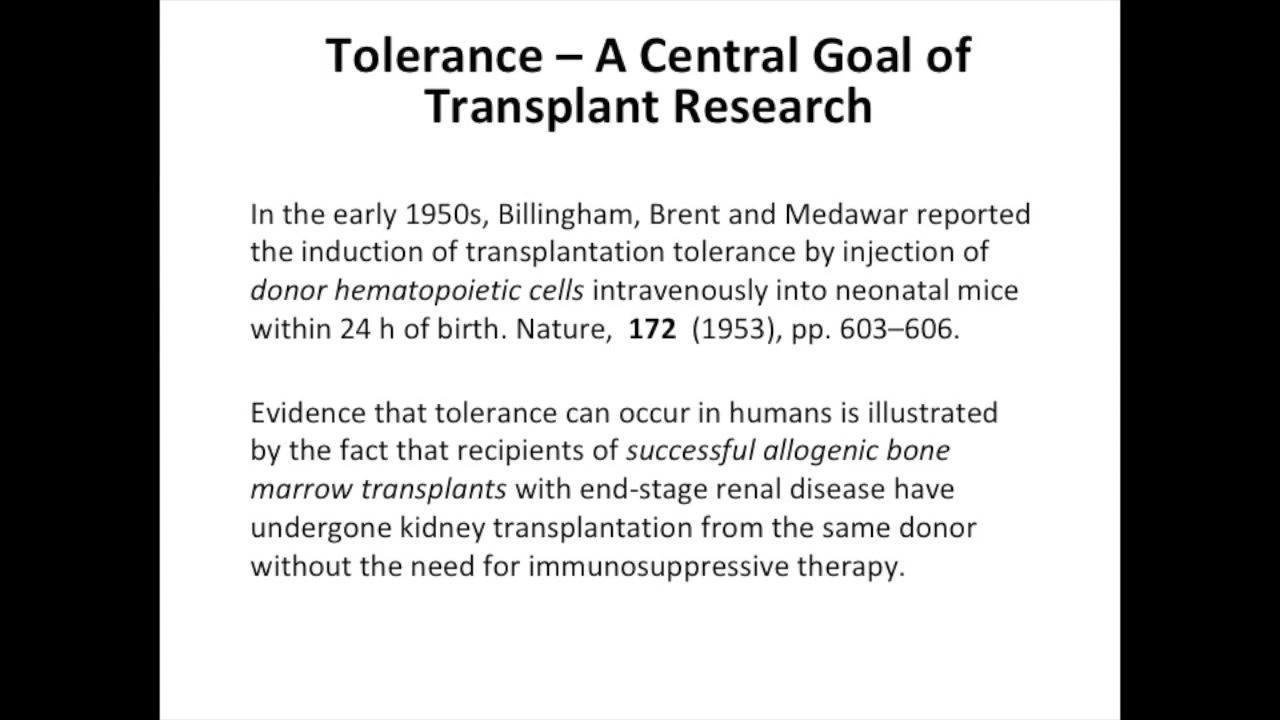 Tolerance – A Central Goal of
Transplant Research
In the early 1950s, Billingham, Brent and Medawar reported
the induction of transplantation tolerance by injection of
donor hematopoietic cells intravenously into neonatal mice
within 24 h of birth. Nature, 172 (1953), pp. 603–606.
Evidence that tolerance can occur in humans is illustrated
by the fact that recipients of successful allogenic bone
marrow transplants with end-stage renal disease have
undergone kidney transplantation from the same donor
without the need for immunosuppressive therapy.